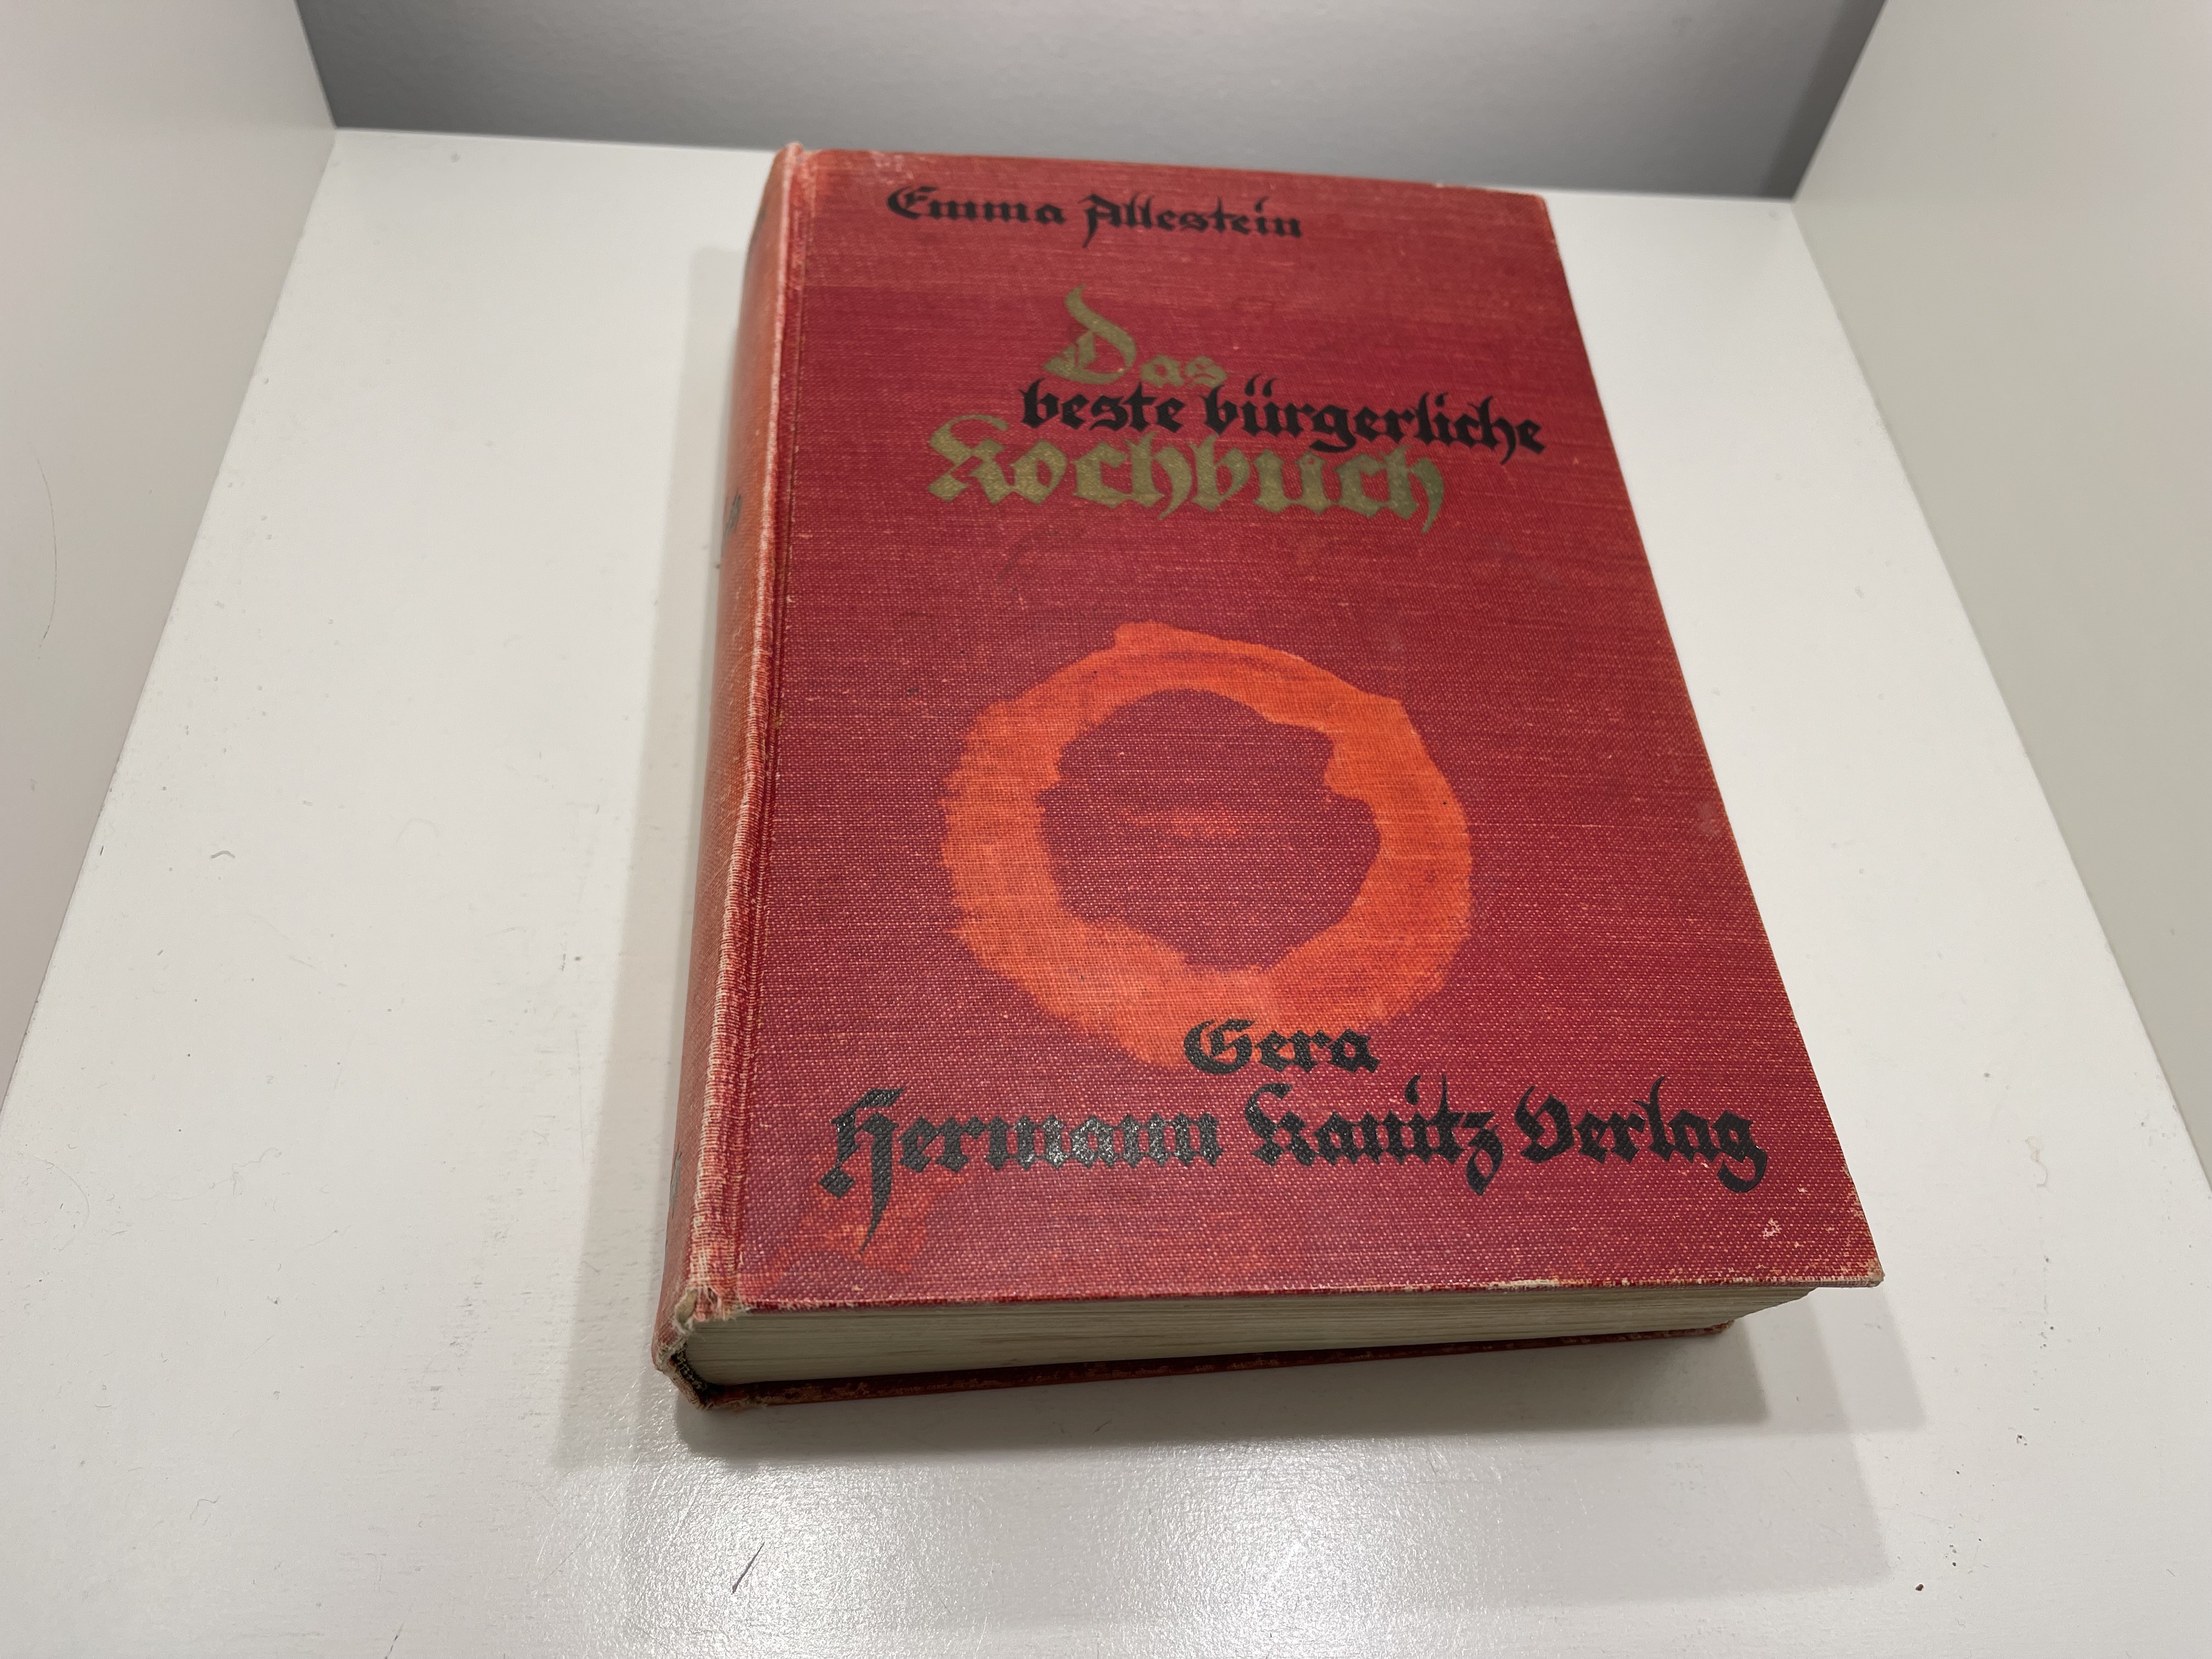 Emma Allestein
Das
beste bürgerliche
Kochbuch
Gera
Hermann Kanitz Verlag